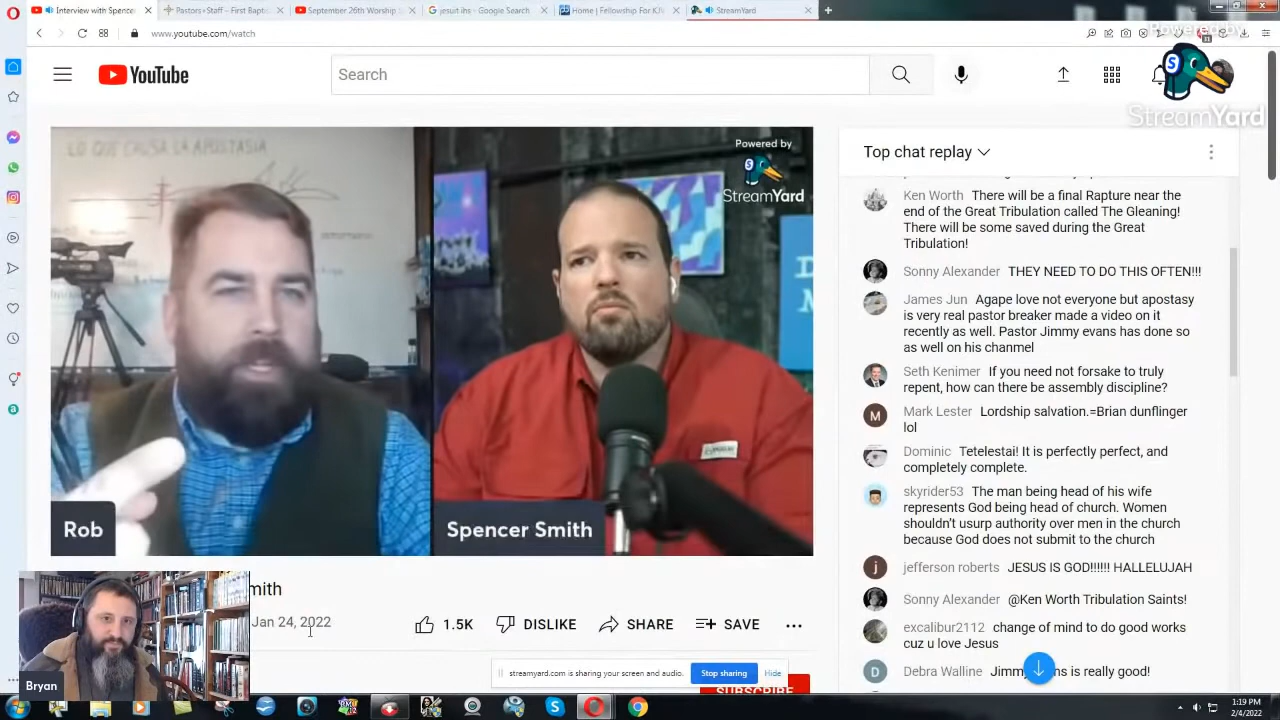 Interview with Spence
Pastors+Staff – First Baptis
September 26th Worship S
jesuit ihs - Google Search
Home | Fellowship For KJV
StreamYard
www.youtube.com/watch
Powered by
StreamYard
YouTube
Search
Top chat replay
LO QUE CAUSA LA APOSTASIA
Powered by
StreamYard
Rob
Spencer Smith
Ken Worth There will be a final Rapture near the
end of the Great Tribulation called The Gleaning!
There will be some saved during the Great
Tribulation!
Sonny Alexander THEY NEED TO DO THIS OFTEN!!!
James Jun Agape love not everyone but apostasy
is very real pastor breaker made a video on it
recently as well. Pastor Jimmy evans has done so
as well on his channel
Seth Kenimer If you need not forsake to truly
repent, how can there be assembly discipline?
M
Mark Lester Lordship salvation.=Brian dunflinger
lol
Dominic Tetelestai! It is perfectly perfect, and
completely complete.
skyrider53 The man being head of his wife
represents God being head of church. Women
shouldn't usurp authority over men in the church
because God does not submit to the church
j
jefferson roberts JESUS IS GOD!!!!!! HALLELUJAH
Sonny Alexander @Ken Worth Tribulation Saints!
excalibur2112 change of mind to do good works
cuz u love Jesus
D
Debra Walline Jimm ns is really good!
mith
Jan 24, 2022
1.5K
DISLIKE
SHARE
SAVE
streamyard.com is sharing your screen and audio.
Stop sharing
Hide
SUBSCRIBE
Bryan
1:19 PM
2/4/2022